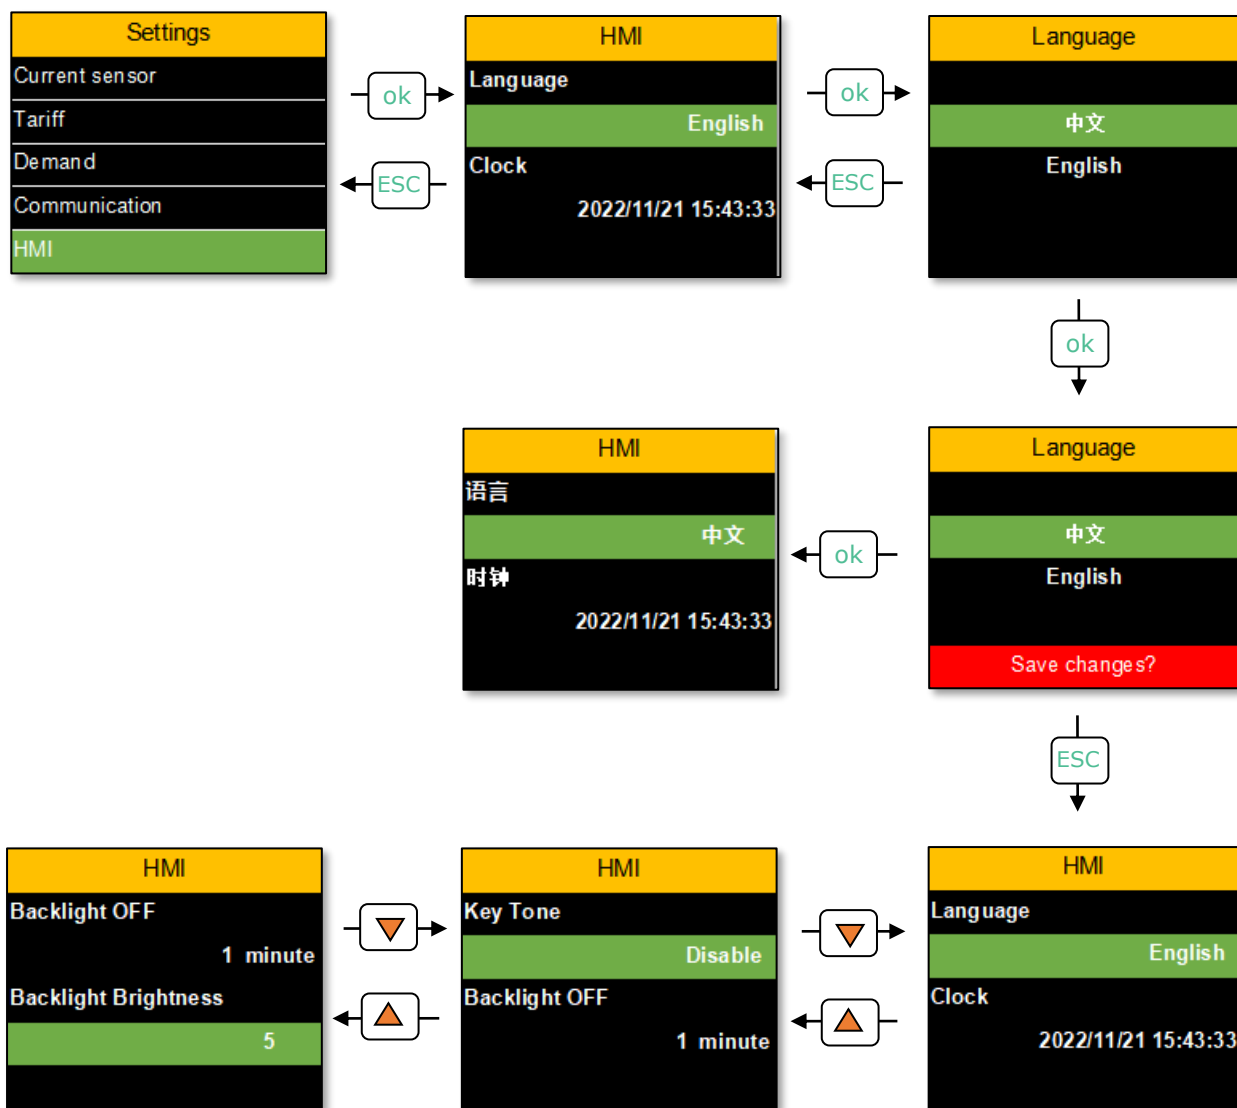 Settings
Current sensor
Tariff
Demand
Communication
HMI
ok
ESC
HMI
Language
English
Clock
2022/11/21 15:43:33
ok
ESC
Language
中文
English
ok
HMI
语言
中文
时钟
2022/11/21 15:43:33
ok
Language
中文
English
Save changes?
ESC
HMI
Backlight OFF
1 minute
Backlight Brightness
5
HMI
Key Tone
Disable
Backlight OFF
1 minute
HMI
Language
English
Clock
2022/11/21 15:43:33